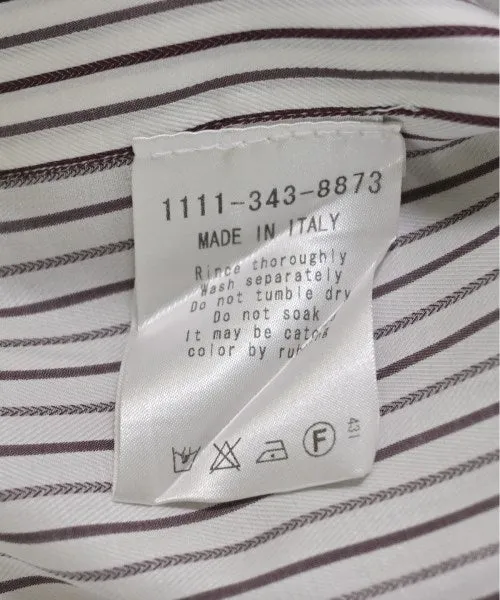 1111-343-8873
MADE IN ITALY
Rince thoroughly
Wash separately
Do not tumble dry
Do not soak
It may be
color by
F
431